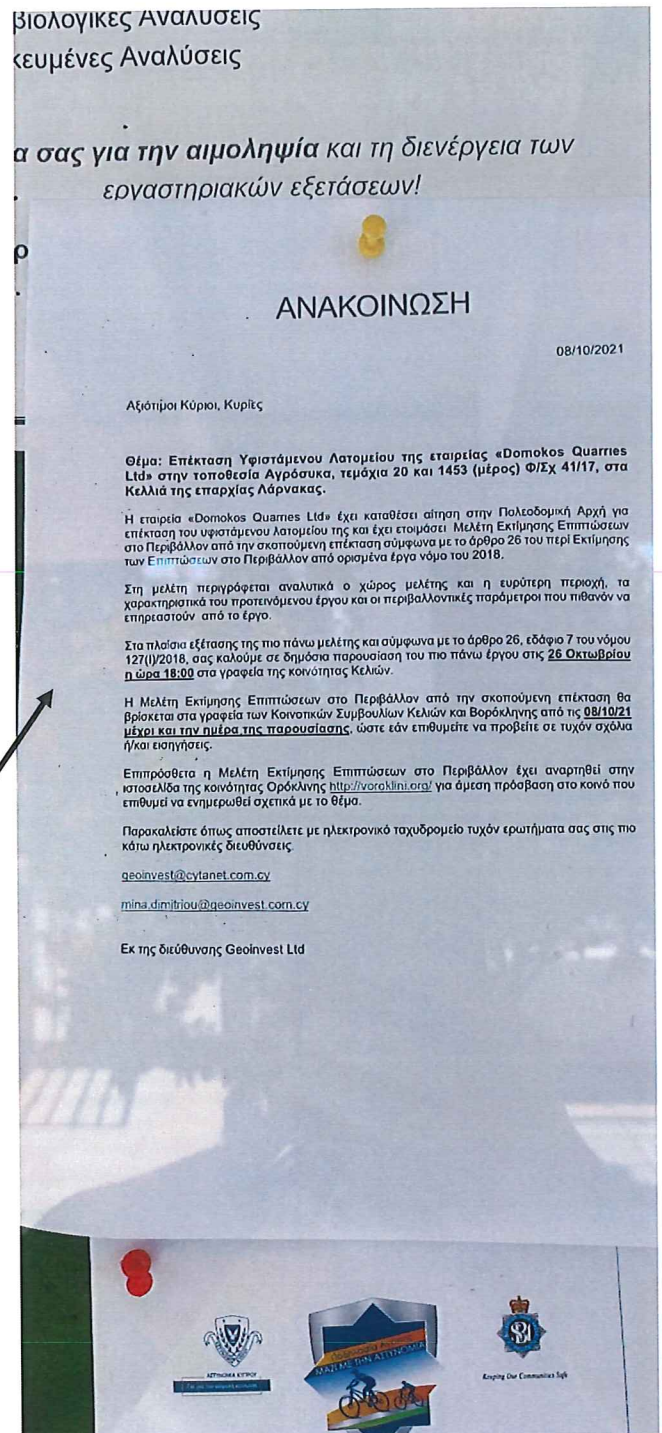 βιολογικές Αναλύσεις
κευμένες Αναλύσεις
α σας για την αιμοληψία και τη διενέργεια των
εργαστηριακών εξετάσεων!
ρ
ΑΝΑΚΟΙΝΩΣΗ
08/10/2021
Αξιότιμοι Κύριοι, Κυρίες
Θέμα: Επέκταση Υφιστάμενου Λατομείου της εταιρείας «Domokos Quarries
Ltd» στην τοποθεσία Αγρόσυκα, τεμάχια 20 και 1453 (μέρος) Φ/Σχ 41/17, στα
Κελλιά της επαρχίας Λάρνακας.
Η εταιρεία «Domokos Quarries Ltd» έχει καταθέσει αίτηση στην Πολεοδομική Αρχή για
επέκταση του υφιστάμενου λατομείου της και έχει ετοιμάσει Μελέτη Εκτίμησης Επιπτώσεων
στο Περιβάλλον από την σκοπούμενη επέκταση σύμφωνα με το άρθρο 26 του περί Εκτίμησης
των Επιπτώσεων στο Περιβάλλον από ορισμένα έργα νόμο του 2018.
Στη μελέτη περιγράφεται αναλυτικά ο χώρος μελέτης και η ευρύτερη περιοχή, τα
χαρακτηριστικά του προτεινόμενου έργου και οι περιβαλλοντικές παράμετροι που πιθανόν να
επηρεαστούν από το έργο.
Στα πλαίσια εξέτασης της πιο πάνω μελέτης και σύμφωνα με το άρθρο 26, εδάφιο 7 του νόμου
127(Ι)/2018, σας καλούμε σε δημόσια παρουσίαση του πιο πάνω έργου στις 26 Οκτωβρίου
η ώρα 18:00 στα γραφεία της κοινότητας Κελιών.
Η Μελέτη Εκτίμησης Επιπτώσεων στο Περιβάλλον από την σκοπούμενη επέκταση θα
βρίσκεται στα γραφεία των Κοινοτικών Συμβουλίων Κελιών και Βορόκληνης από τις 08/10/21
μέχρι και την ημέρα της παρουσίασης, ώστε εάν επιθυμείτε να προβείτε σε τυχόν σχόλια
ή/και εισηγήσεις.
Επιπρόσθετα η Μελέτη Εκτίμησης Επιπτώσεων στο Περιβάλλον έχει αναρτηθεί στην
ιστοσελίδα της κοινότητας Ορόκλινης http://voroklini.org/ για άμεση πρόσβαση στο κοινό που
επιθυμεί να ενημερωθεί σχετικά με το θέμα.
Παρακαλείστε όπως αποστείλετε με ηλεκτρονικό ταχυδρομείο τυχόν ερωτήματα σας στις πιο
κάτω ηλεκτρονικές διευθύνσεις.
geoinvest@cytanet.com.cy
mina.dimitriou@geoinvest.com.cy
Εκ της διεύθυνσης Geoinvest Ltd
ΑΣΤΥΝΟΜΙΑ ΚΥΠΡΟΥ
ΜΑΖΙ ΜΕ ΤΗΝ ΑΣΤΥΝΟΜΙΑ
Keeping Our Communities Safe